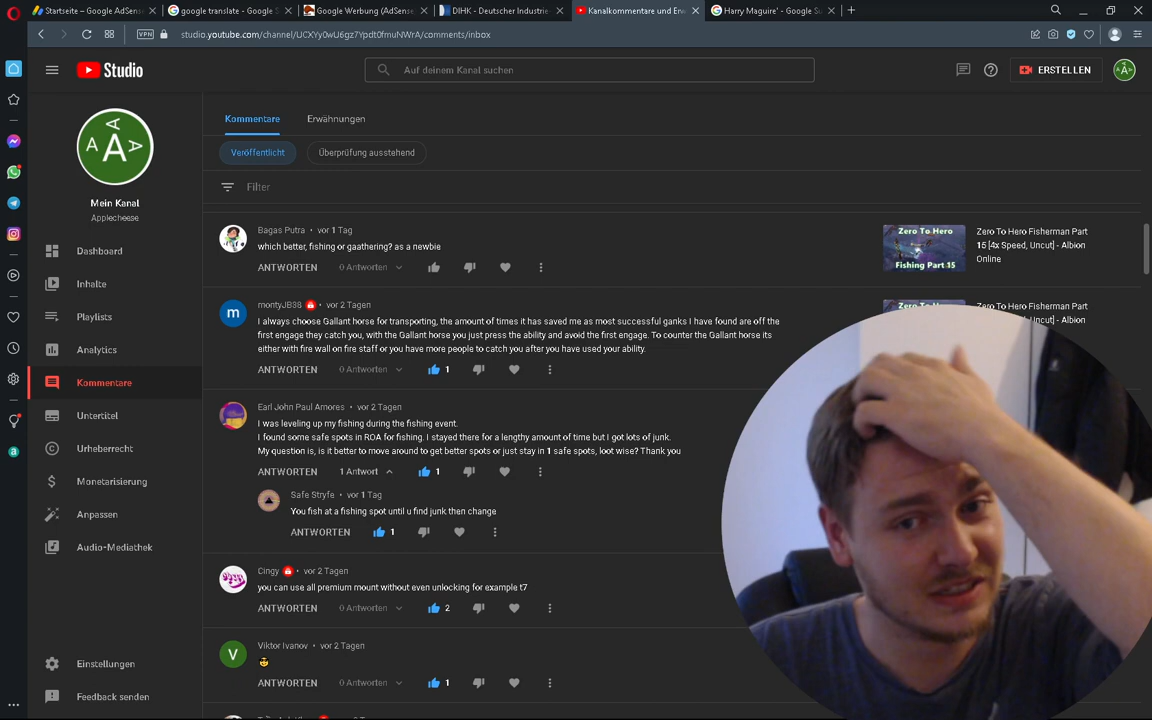 Startseite – Google AdSens
google translate - Google S
Google Werbung (AdSens
DIHK - Deutscher Industrie
Kanalkommentare und Erw
Harry Maguire' - Google Su
VPN
studio.youtube.com/channel/UCXYy0wU6gz7Ypdt0fmuNWrA/comments/inbox
Studio
Auf deinem Kanal suchen
ERSTELLEN
Mein Kanal
Applecheese
Dashboard
Inhalte
Playlists
Analytics
Kommentare
Untertitel
Urheberrecht
Monetarisierung
Anpassen
Audio-Mediathek
Einstellungen
Feedback senden
Kommentare
Erwähnungen
Veröffentlicht
Überprüfung ausstehend
Filter
Bagas Putra • vor 1 Tag
which better, fishing or gaathering? as a newbie
ANTWORTEN 0 Antworten
Zero To Hero
Fishing Part 15
Zero To Hero Fisherman Part
15 [4x Speed, Uncut] - Albion
Online
montyJB38 • vor 2 Tagen
I always choose Gallant horse for transporting, the amount of times it has saved me as most successful ganks I have found are off the
first engage they catch you, with the Gallant horse you just press the ability and avoid the first engage. To counter the Gallant horse its
either with fire wall on fire staff or you have more people to catch you after you have used your ability.
ANTWORTEN 0 Antworten 1
Zero To Hero
Zero To Hero Fisherman Part
15 [4x Speed, Uncut] - Albion
Earl John Paul Amores • vor 2 Tagen
I was leveling up my fishing during the fishing event.
I found some safe spots in ROA for fishing. I stayed there for a lengthy amount of time but I got lots of junk.
My question is, is it better to move around to get better spots or just stay in 1 safe spots, loot wise? Thank you
ANTWORTEN 1 Antwort 1
Safe Stryfe • vor 1 Tag
You fish at a fishing spot until u find junk then change
ANTWORTEN 1
Cingy • vor 2 Tagen
you can use all premium mount without even unlocking for example t7
ANTWORTEN 0 Antworten 2
Viktor Ivanov • vor 2 Tagen
😎
ANTWORTEN 0 Antworten 1